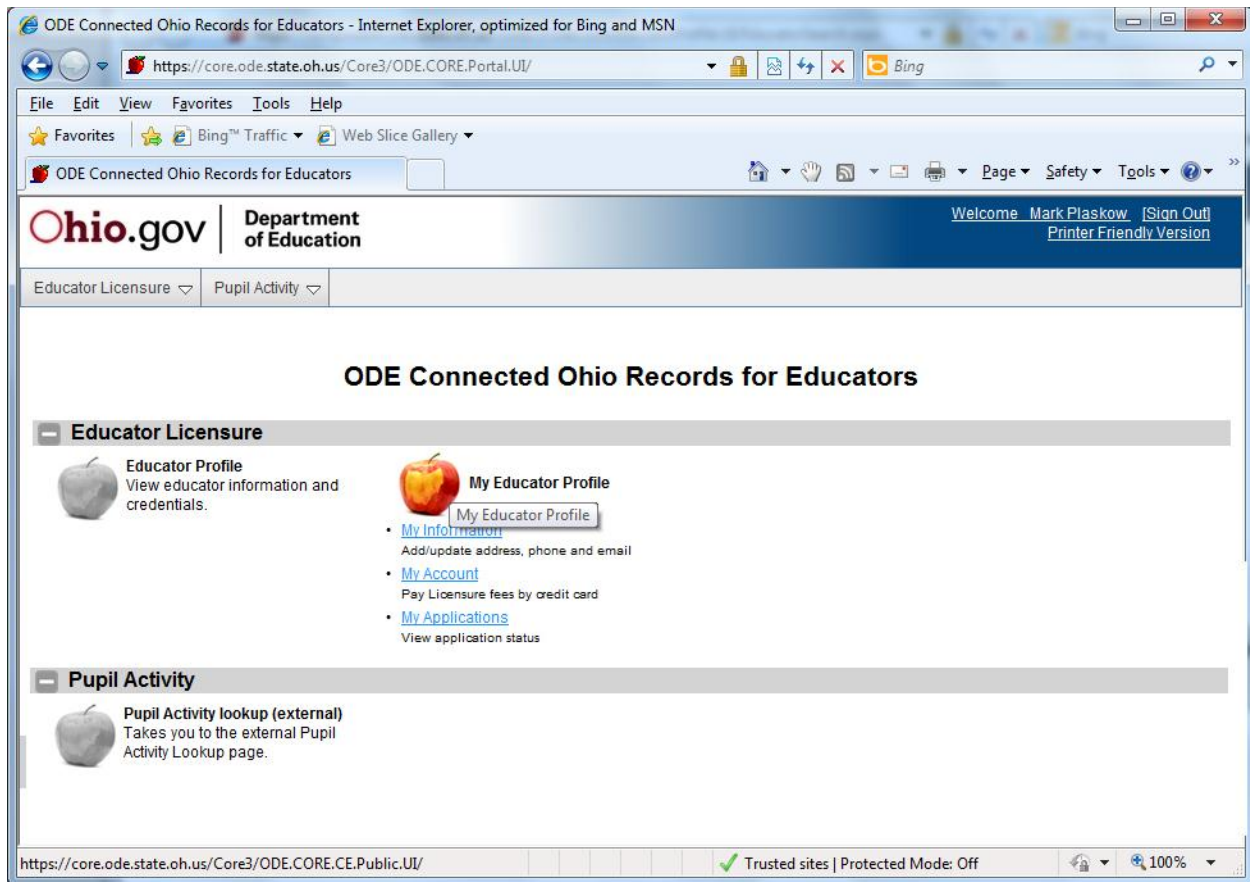 ODE Connected Ohio Records for Educators - Internet Explorer, optimized for Bing and MSN
https://core.ode.state.oh.us/Core3/ODE.CORE.Portal.UI/
Bing
File Edit View Favorites Tools Help
Favorites Bing™ Traffic Web Slice Gallery
ODE Connected Ohio Records for Educators Page Safety Tools
Ohio.gov Department of Education
Welcome Mark Plaskow [Sign Out]
Printer Friendly Version
Educator Licensure Pupil Activity
ODE Connected Ohio Records for Educators
Educator Licensure
Educator Profile
View educator information and
credentials.
My Educator Profile
My Educator Profile
• My Information
Add/update address, phone and email
• My Account
Pay Licensure fees by credit card
• My Applications
View application status
Pupil Activity
Pupil Activity lookup (external)
Takes you to the external Pupil
Activity Lookup page.
https://core.ode.state.oh.us/Core3/ODE.CORE.CE.Public.UI/ Trusted sites | Protected Mode: Off 100%